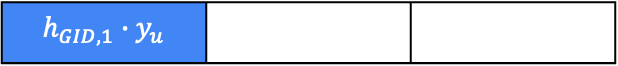 h_{GID,1} · y_u